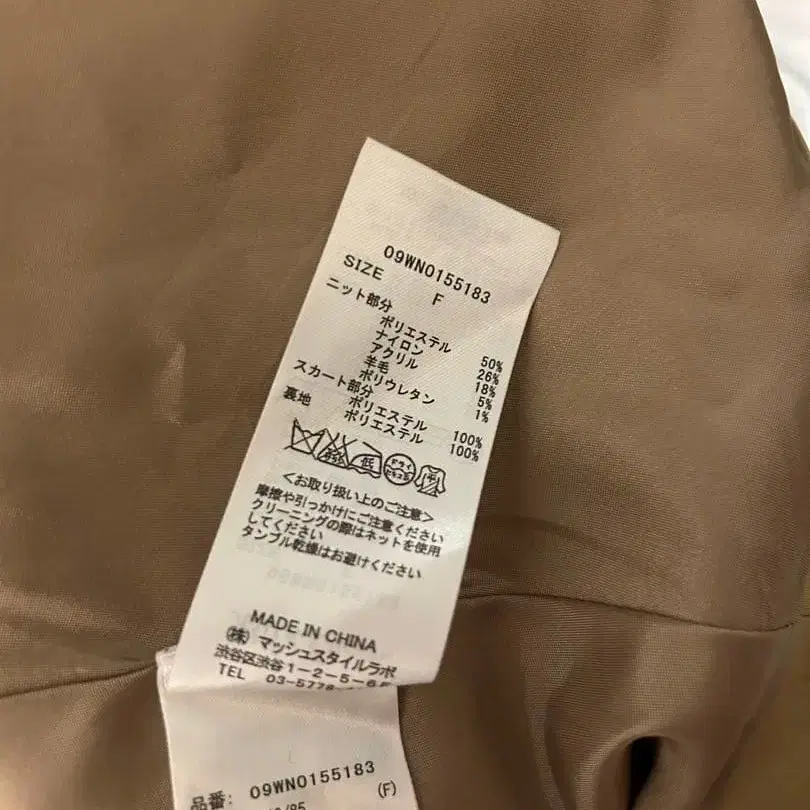 09WN0155183
SIZE F
ニット部分
ポリエステル 50%
ナイロン 26%
アクリル 18%
羊毛 5%
ポリウレタン 1%
スカート部分
ポリエステル 100%
裏地 ポリエステル 100%
低
ドライ
<お取り扱い上のご注意>
摩擦や引っかけにご注意ください
クリーニングの際はネットを使用
してください
タンブル乾燥はお避けください
MADE IN CHINA
(株)マッシュスタイルラボ
渋谷区渋谷1-2-5-6F
TEL 03-5778-
品番: 09WN0155183
(F)